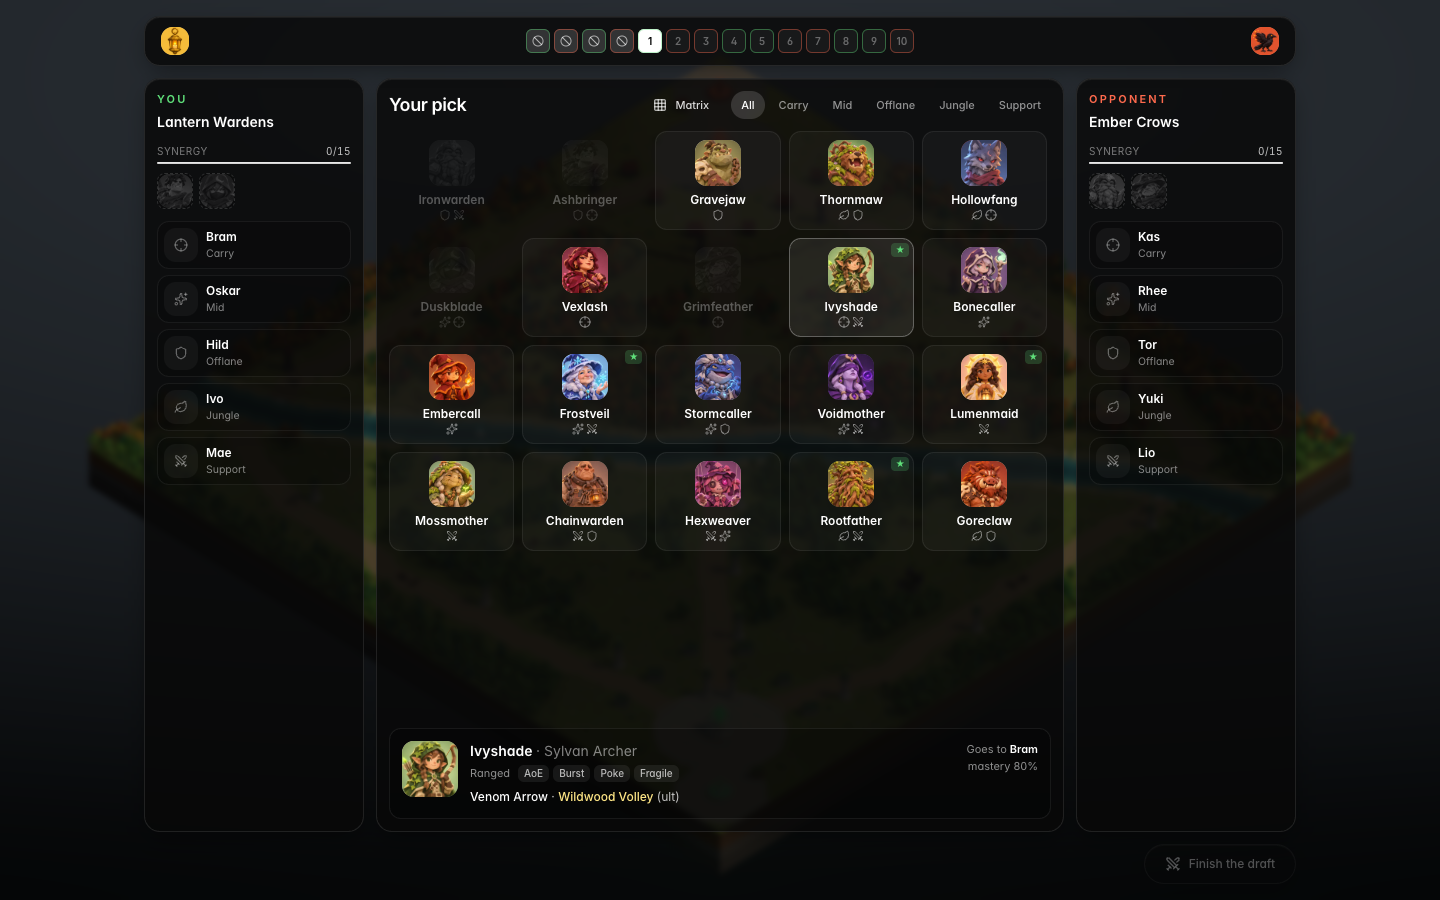 1 2 3 4 5 6 7 8 9 10
YOU
Lantern Wardens
SYNERGY 0/15
Bram
Carry
Oskar
Mid
Hild
Offlane
Ivo
Jungle
Mae
Support
Your pick
Matrix All Carry Mid Offlane Jungle Support
Ironwarden Ashbringer Gravejaw Thornmaw Hollowfang
Duskblade Vexlash Grimfeather Ivyshade Bonecaller
Embercall Frostveil Stormcaller Voidmother Lumenmaid
Mossmother Chainwarden Hexweaver Rootfather Goreclaw
Ivyshade · Sylvan Archer
Ranged AoE Burst Poke Fragile
Venom Arrow · Wildwood Volley (ult)
Goes to Bram
mastery 80%
OPPONENT
Ember Crows
SYNERGY 0/15
Kas
Carry
Rhee
Mid
Tor
Offlane
Yuki
Jungle
Lio
Support
Finish the draft